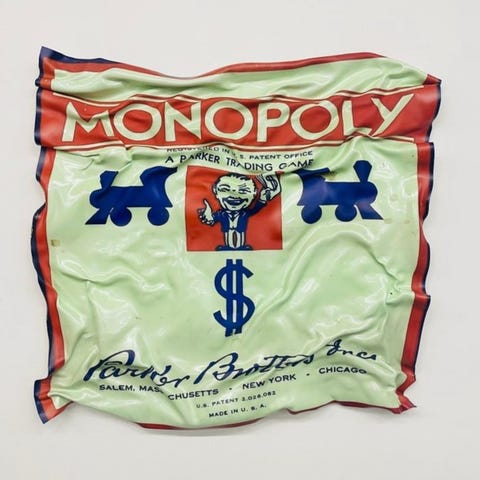 MONOPOLY
REGISTERED IN U.S. PATENT OFFICE
A PARKER TRADING GAME
$
Parker Brothers Inc.
SALEM, MASSACHUSETTS • NEW YORK • CHICAGO
U.S. PATENT 2,026,082
MADE IN U. S. A.